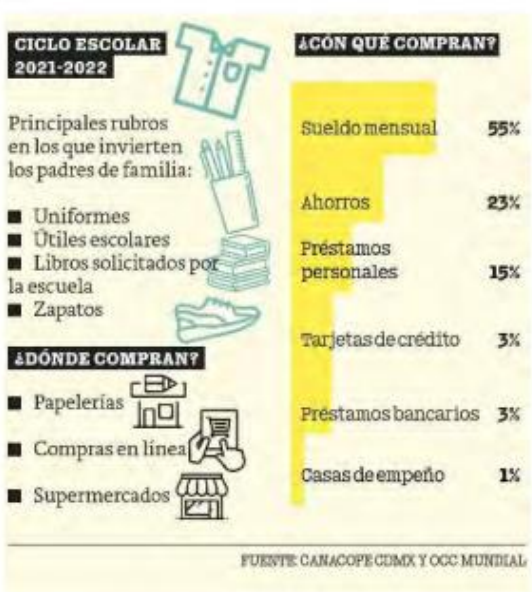 CICLO ESCOLAR
2021-2022
Principales rubros
en los que invierten
los padres de familia:
■ Uniformes
■ Útiles escolares
■ Libros solicitados por
la escuela
■ Zapatos
¿DÓNDE COMPRAN?
■ Papelerías
■ Compras en línea
■ Supermercados
¿CÓN QUÉ COMPRAN?
Sueldo mensual 55%
Ahorros 23%
Préstamos
personales 15%
Tarjetas de crédito 3%
Préstamos bancarios 3%
Casas de empeño 1%
FUENTE: CANACOPE CDMX Y OCC MUNDIAL